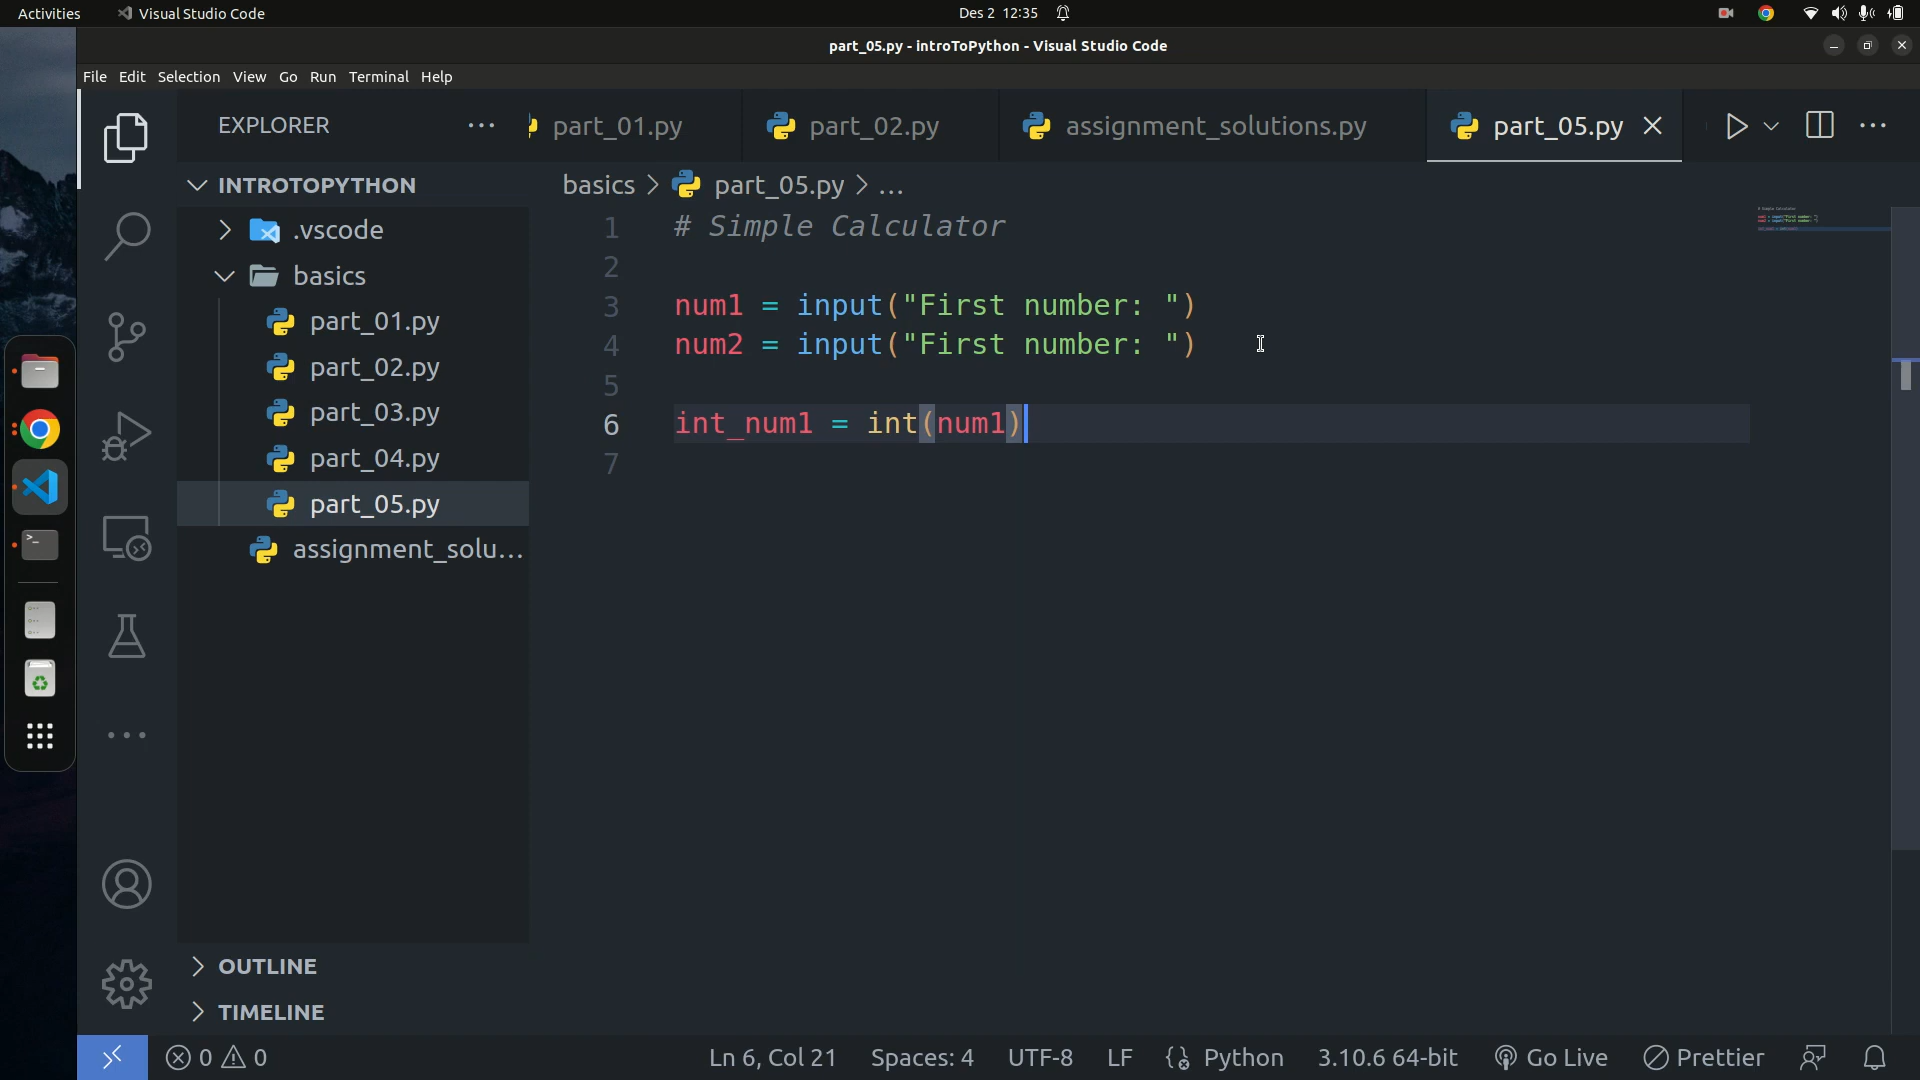 Activities Visual Studio Code Des 2 12:35
part_05.py - introToPython - Visual Studio Code
File Edit Selection View Go Run Terminal Help
EXPLORER part_01.py part_02.py assignment_solutions.py part_05.py
INTROTOPYTHON
basics > part_05.py > ...
.vscode
basics
part_01.py
part_02.py
part_03.py
part_04.py
part_05.py
assignment_solu...
1 # Simple Calculator
2
3 num1 = input("First number: ")
4 num2 = input("First number: ")
5
6 int_num1 = int(num1)
7
OUTLINE
TIMELINE
0 0 Ln 6, Col 21 Spaces: 4 UTF-8 LF Python 3.10.6 64-bit Go Live Prettier